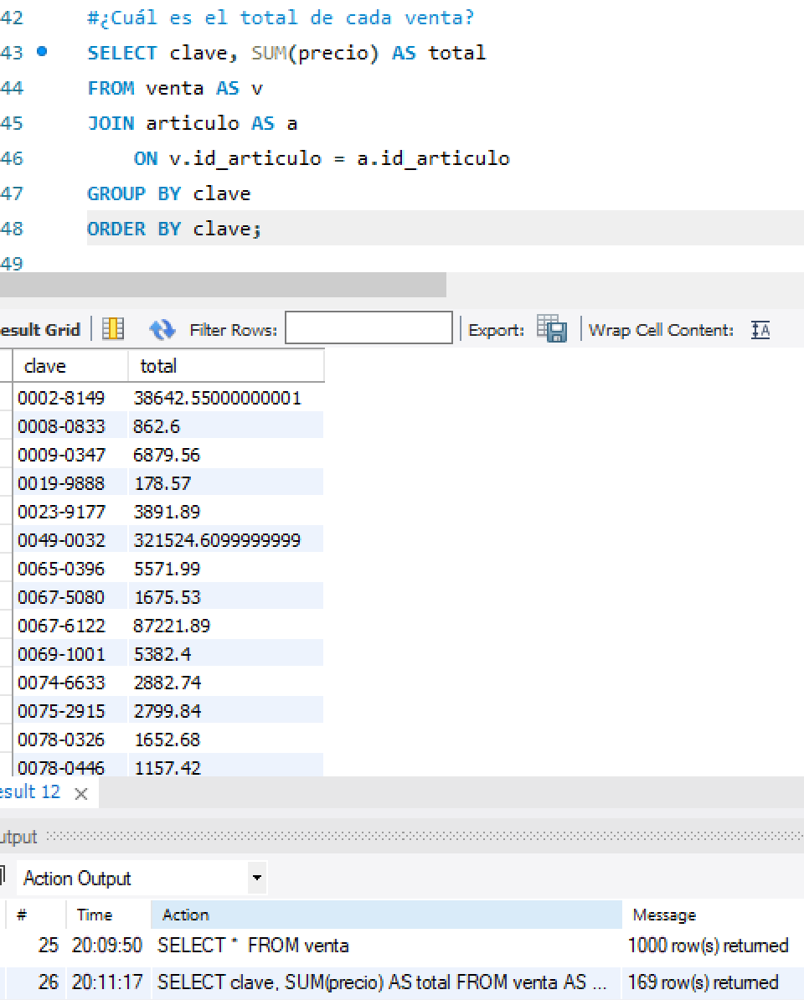 42 #¿Cuál es el total de cada venta?
43 SELECT clave, SUM(precio) AS total
44 FROM venta AS v
45 JOIN articulo AS a
46 ON v.id_articulo = a.id_articulo
47 GROUP BY clave
48 ORDER BY clave;
49
esult Grid Filter Rows: Export: Wrap Cell Content: IA
clave total
0002-8149 38642.55000000001
0008-0833 862.6
0009-0347 6879.56
0019-9888 178.57
0023-9177 3891.89
0049-0032 321524.6099999999
0065-0396 5571.99
0067-5080 1675.53
0067-6122 87221.89
0069-1001 5382.4
0074-6633 2882.74
0075-2915 2799.84
0078-0326 1652.68
0078-0446 1157.42
esult 12
utput
Action Output
# Time Action Message
25 20:09:50 SELECT * FROM venta 1000 row(s) returned
26 20:11:17 SELECT clave, SUM(precio) AS total FROM venta AS ... 169 row(s) returned